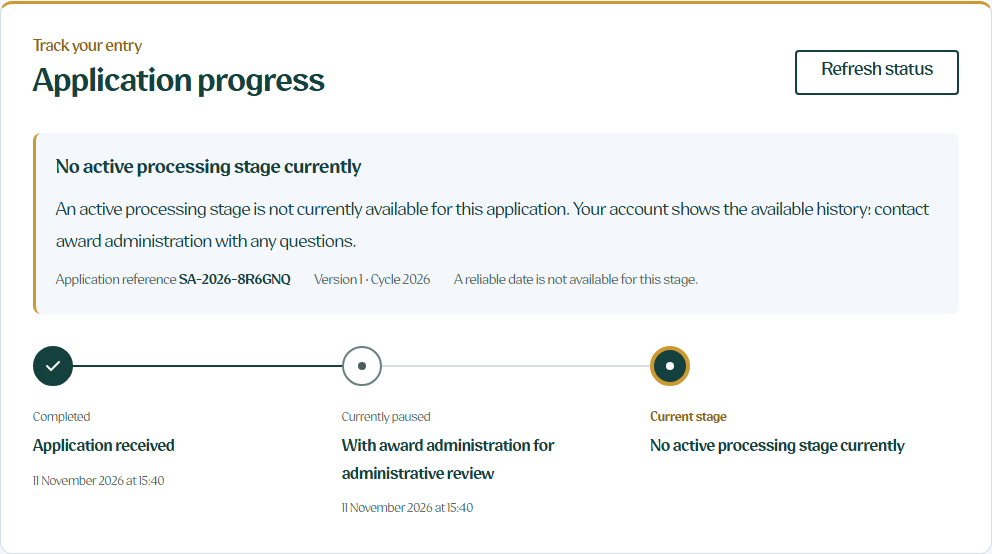 Track your entry
Application progress
Refresh status
No active processing stage currently
An active processing stage is not currently available for this application. Your account shows the available history: contact
award administration with any questions.
Application reference SA-2026-8R6GNQ Version 1 · Cycle 2026 A reliable date is not available for this stage.
Completed
Application received
11 November 2026 at 15:40
Currently paused
With award administration for
administrative review
11 November 2026 at 15:40
Current stage
No active processing stage currently